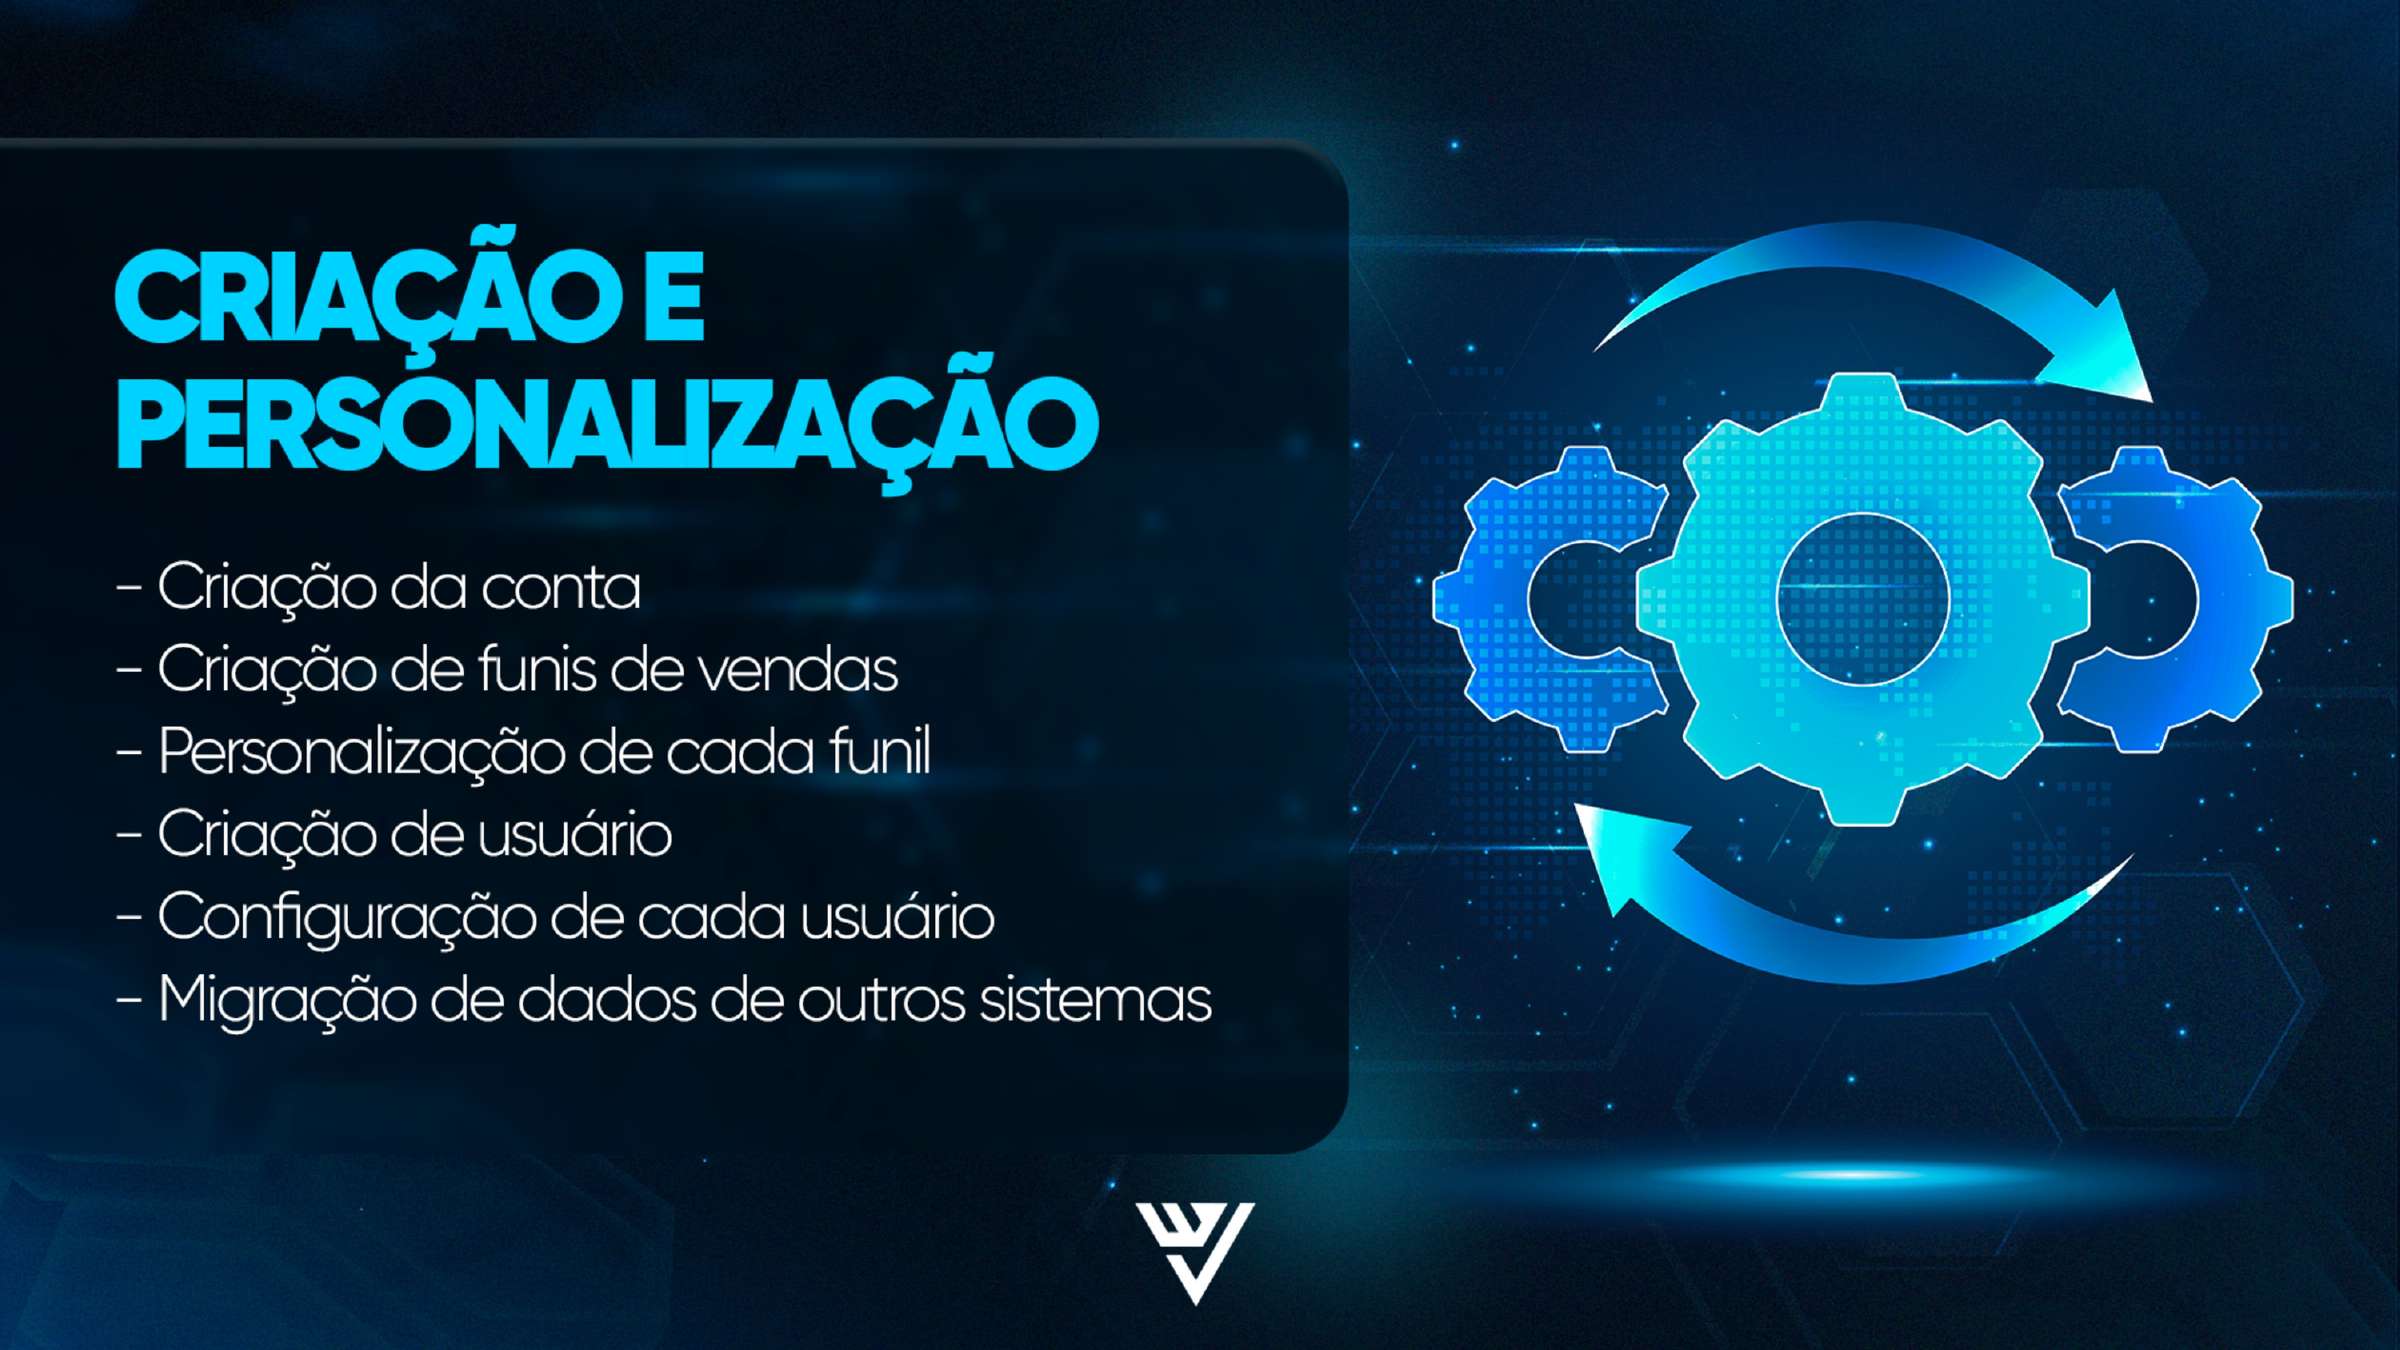 CRIAÇÃO E
PERSONALIZAÇÃO
- Criação da conta
- Criação de funis de vendas
- Personalização de cada funil
- Criação de usuário
- Configuração de cada usuário
- Migração de dados de outros sistemas